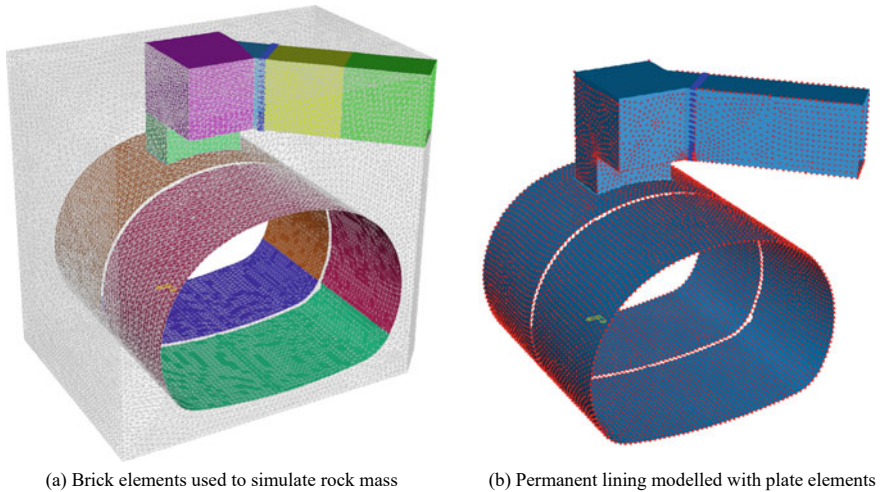 (a) Brick elements used to simulate rock mass
(b) Permanent lining modelled with plate elements